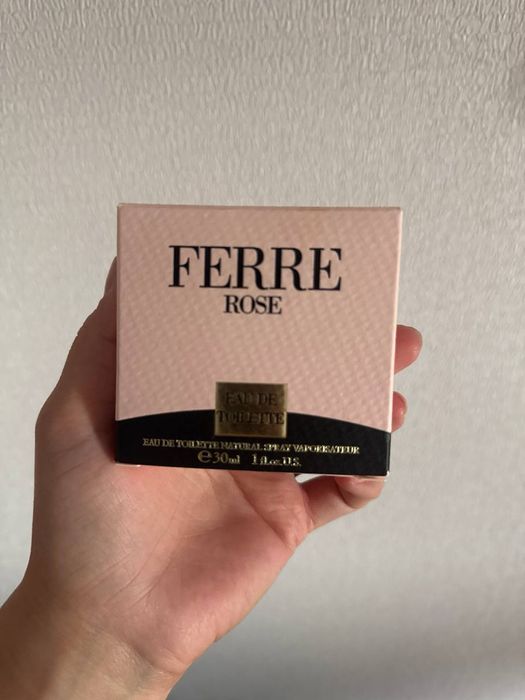 FERRE
ROSE
EAU DE
TOILETTE
EAU DE TOILETTE NATURAL SPRAY VAPORISATEUR
℮30ml 1 fl.oz.U.S.